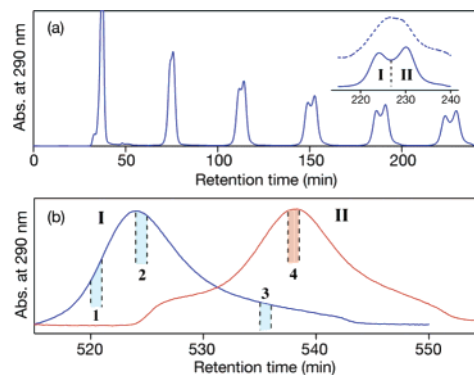 (a)
Abs. at 290 nm
I II
220 230 240
0 50 100 150 200
Retention time (min)
(b)
I
II
Abs. at 290 nm
1
2
3
4
520 530 540 550
Retention time (min)